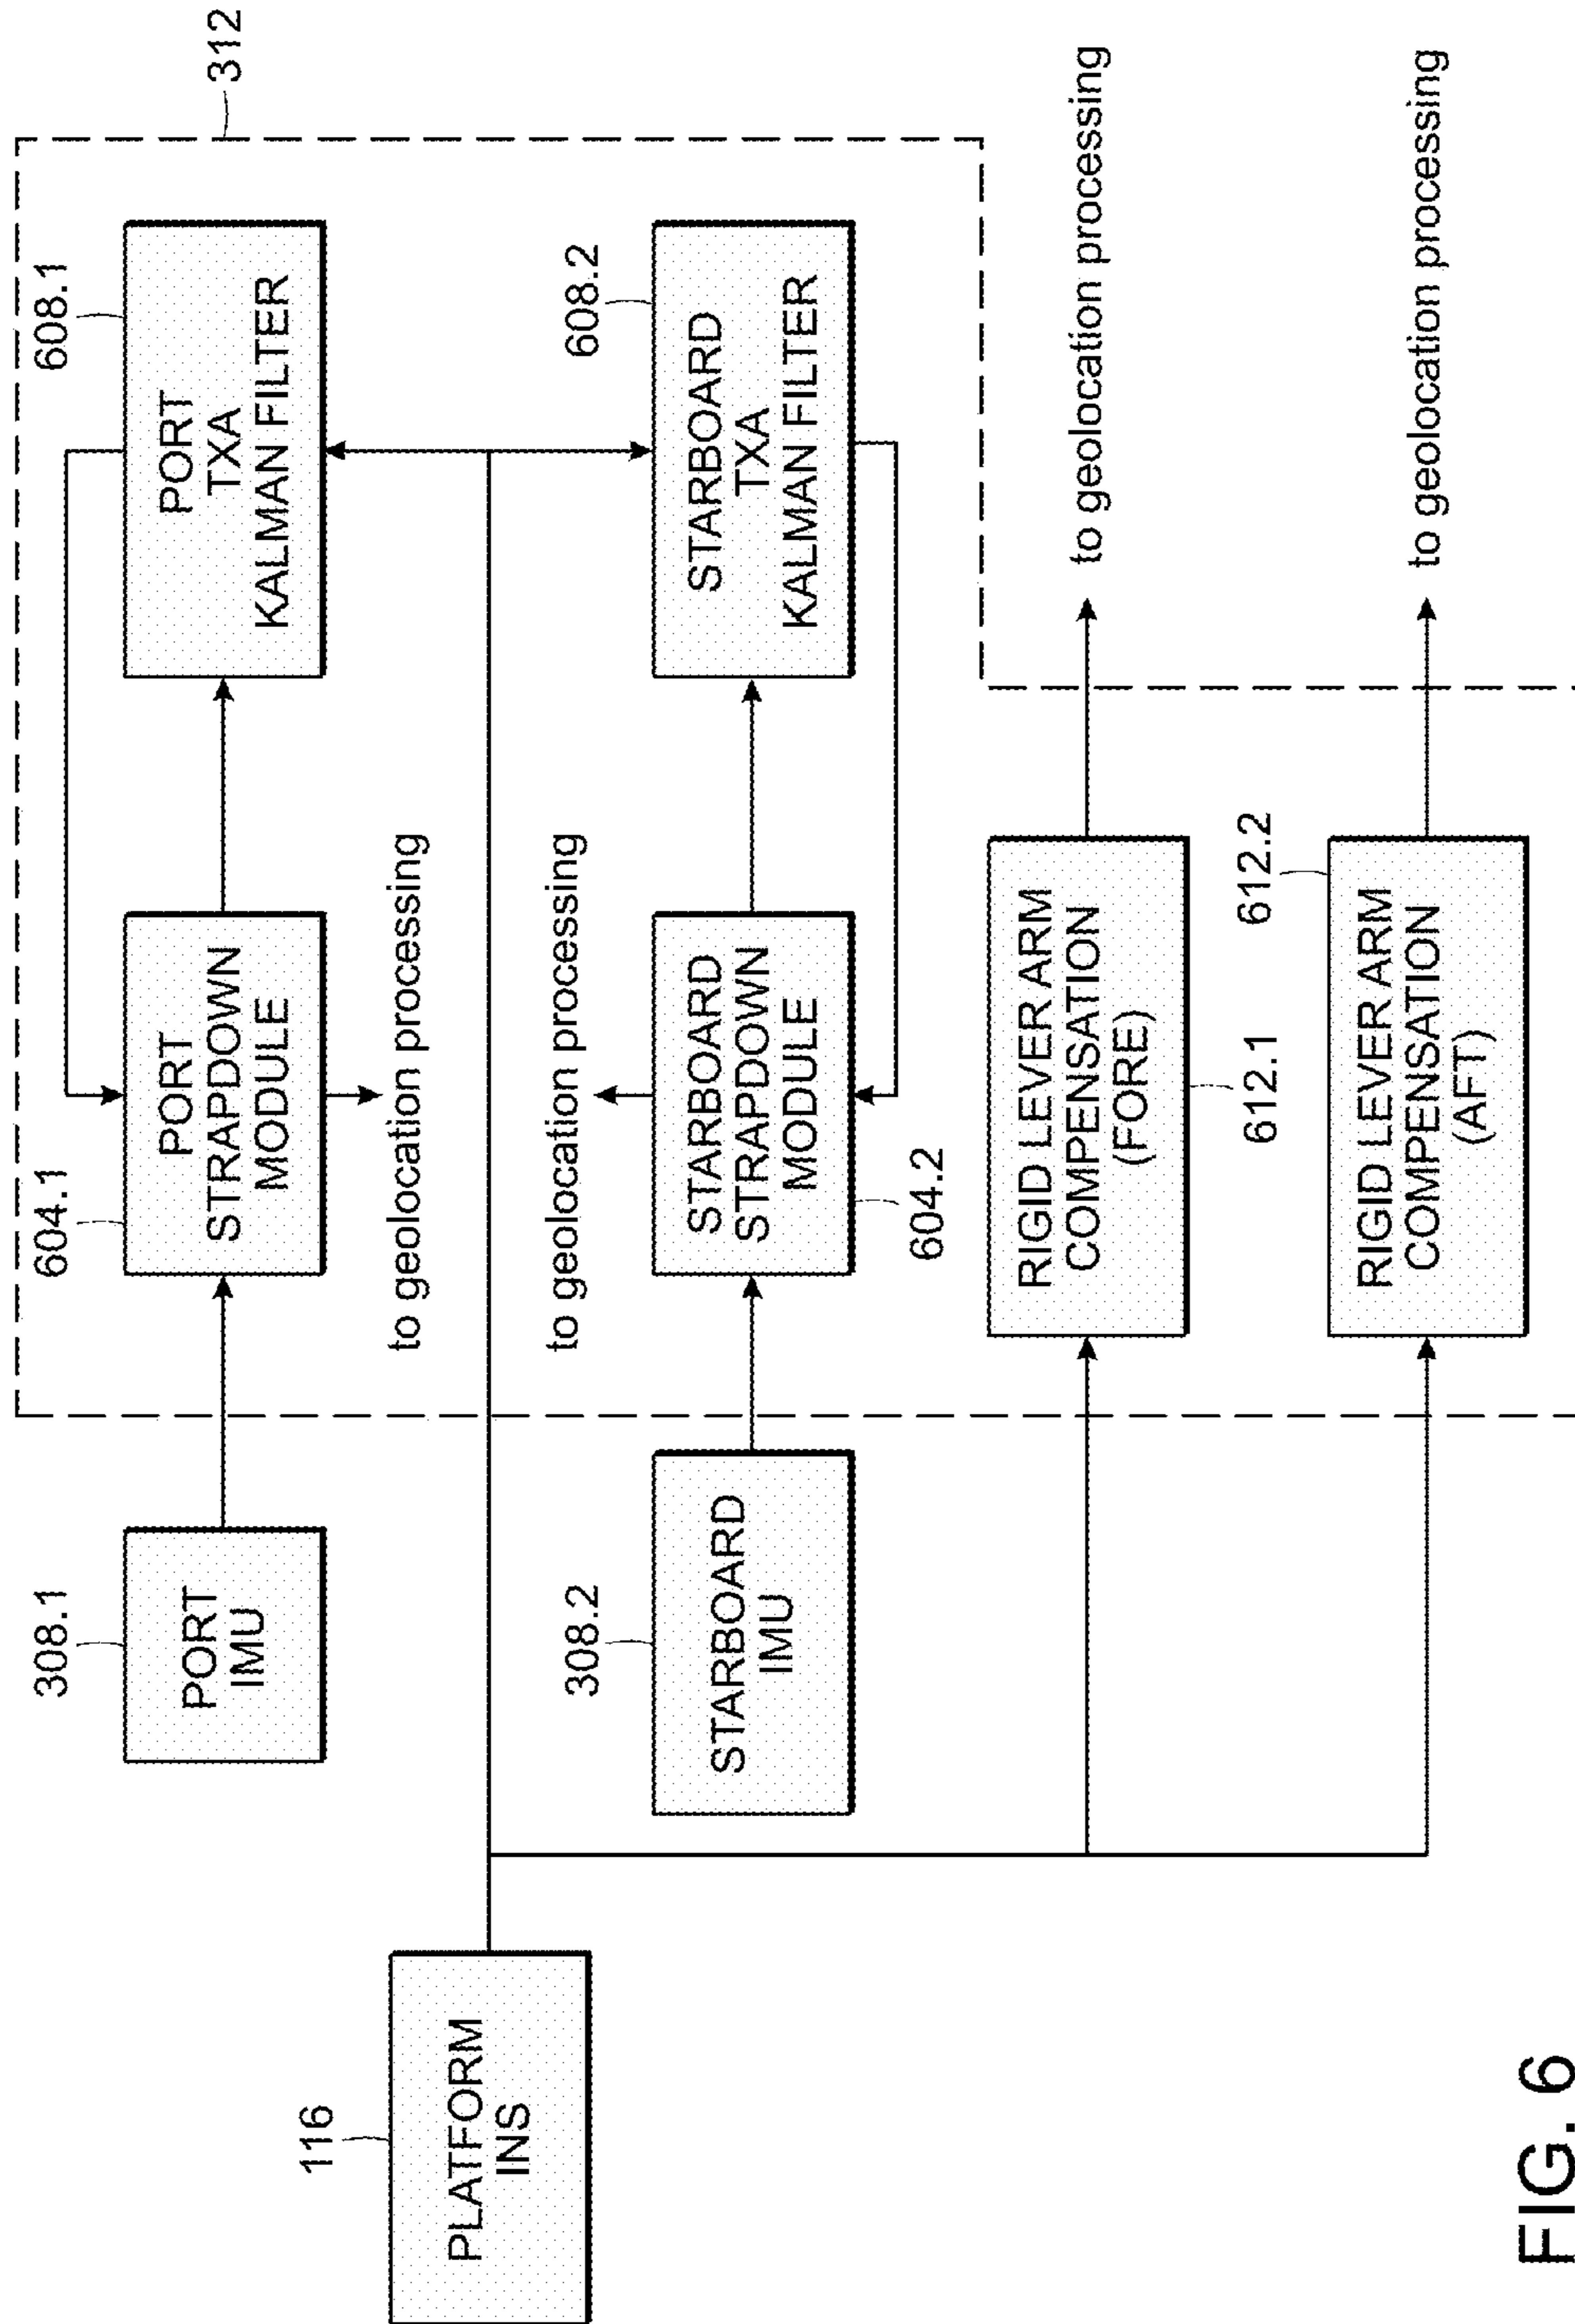 312
308.1
PORT
IMU
604.1
PORT
STRAPDOWN
MODULE
608.1
PORT
TXA
KALMAN FILTER
to geolocation processing
116
PLATFORM
INS
to geolocation processing
308.2
STARBOARD
IMU
STARBOARD
STRAPDOWN
MODULE
604.2
608.2
STARBOARD
TXA
KALMAN FILTER
RIGID LEVER ARM
COMPENSATION
(FORE)
612.1
to geolocation processing
612.2
RIGID LEVER ARM
COMPENSATION
(AFT)
to geolocation processing
FIG. 6